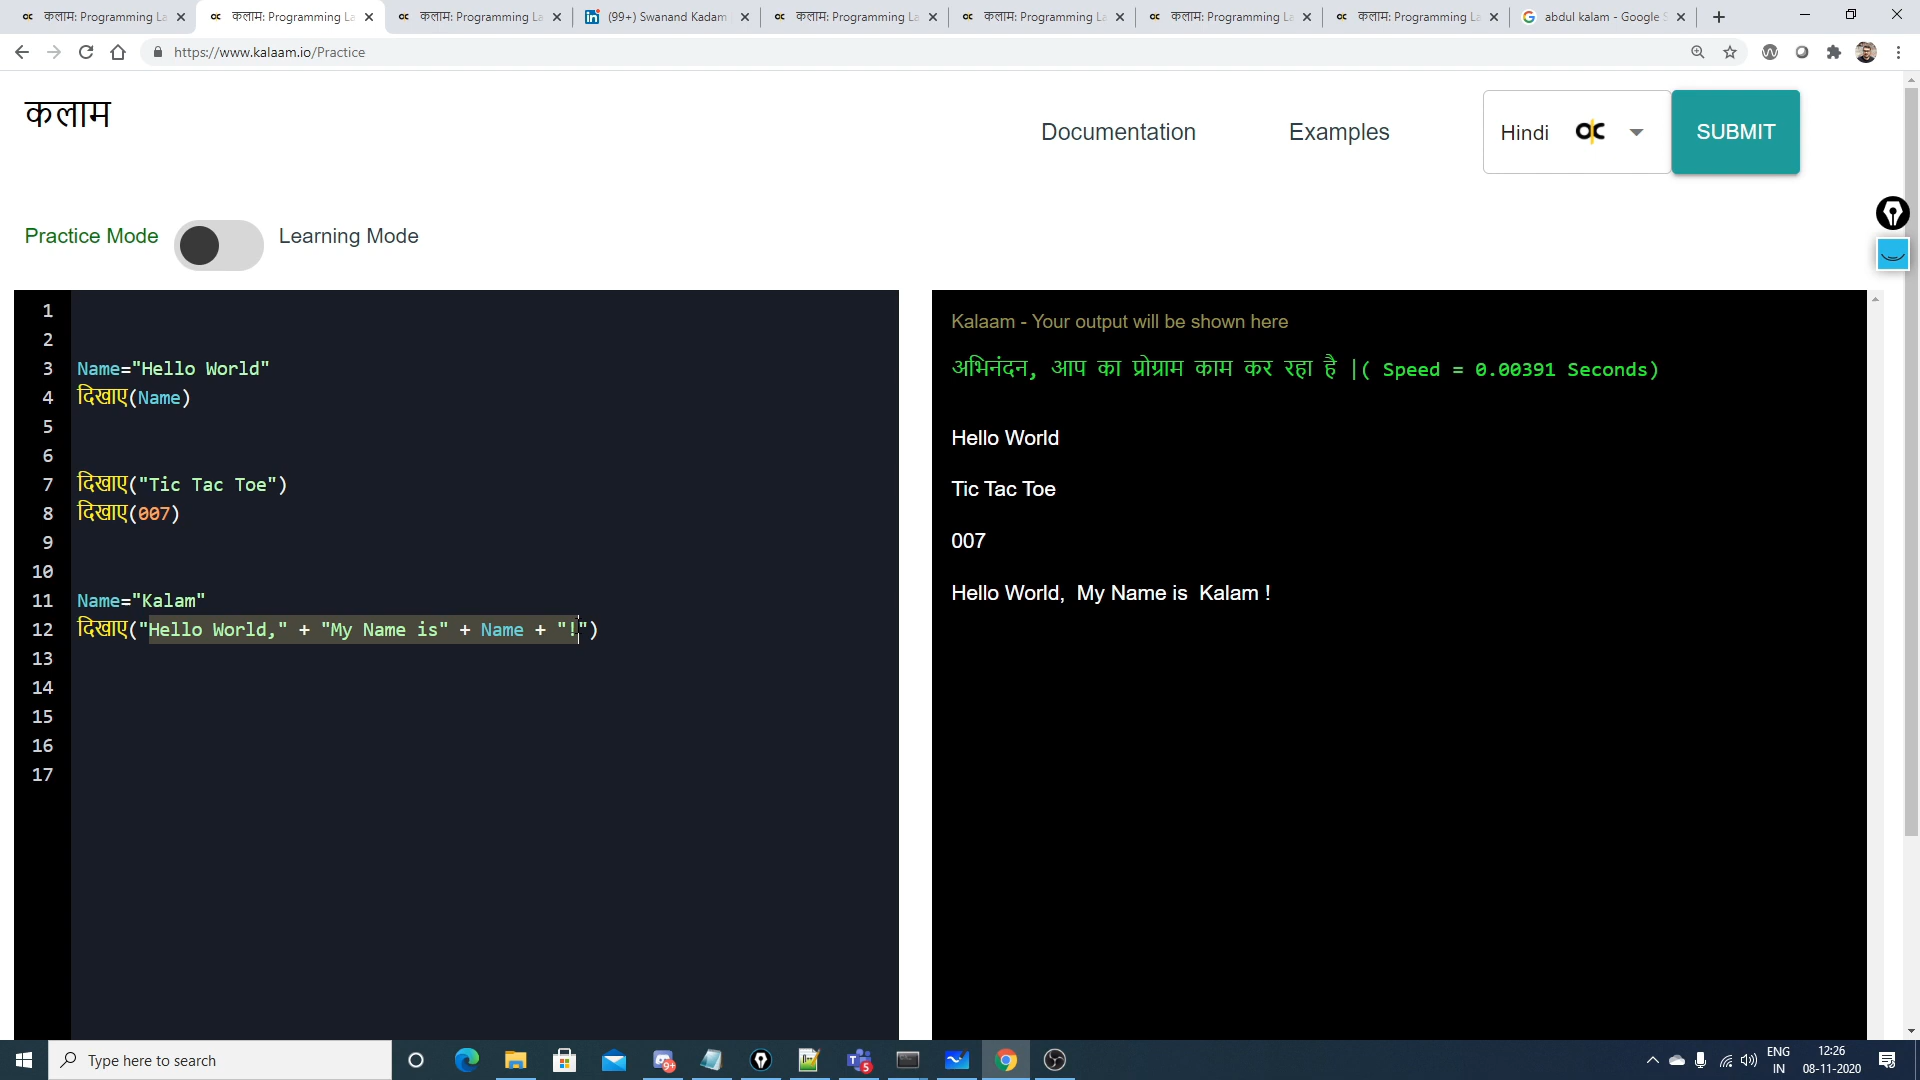 कलाम: Programming La
कलाम: Programming La
कलाम: Programming La
(99+) Swanand Kadam
कलाम: Programming La
कलाम: Programming La
कलाम: Programming La
कलाम: Programming La
abdul kalam - Google S
https://www.kalaam.io/Practice
कलाम
Documentation
Examples
Hindi
SUBMIT
Practice Mode
Learning Mode
1
2
3 Name="Hello World"
4 दिखाए(Name)
5
6
7 दिखाए("Tic Tac Toe")
8 दिखाए(007)
9
10
11 Name="Kalam"
12 दिखाए("Hello World," + "My Name is" + Name + "!")
13
14
15
16
17
Kalaam - Your output will be shown here
अभिनंदन, आप का प्रोग्राम काम कर रहा है |( Speed = 0.00391 Seconds)
Hello World
Tic Tac Toe
007
Hello World,  My Name is  Kalam !
Type here to search
ENG
IN
12:26
08-11-2020